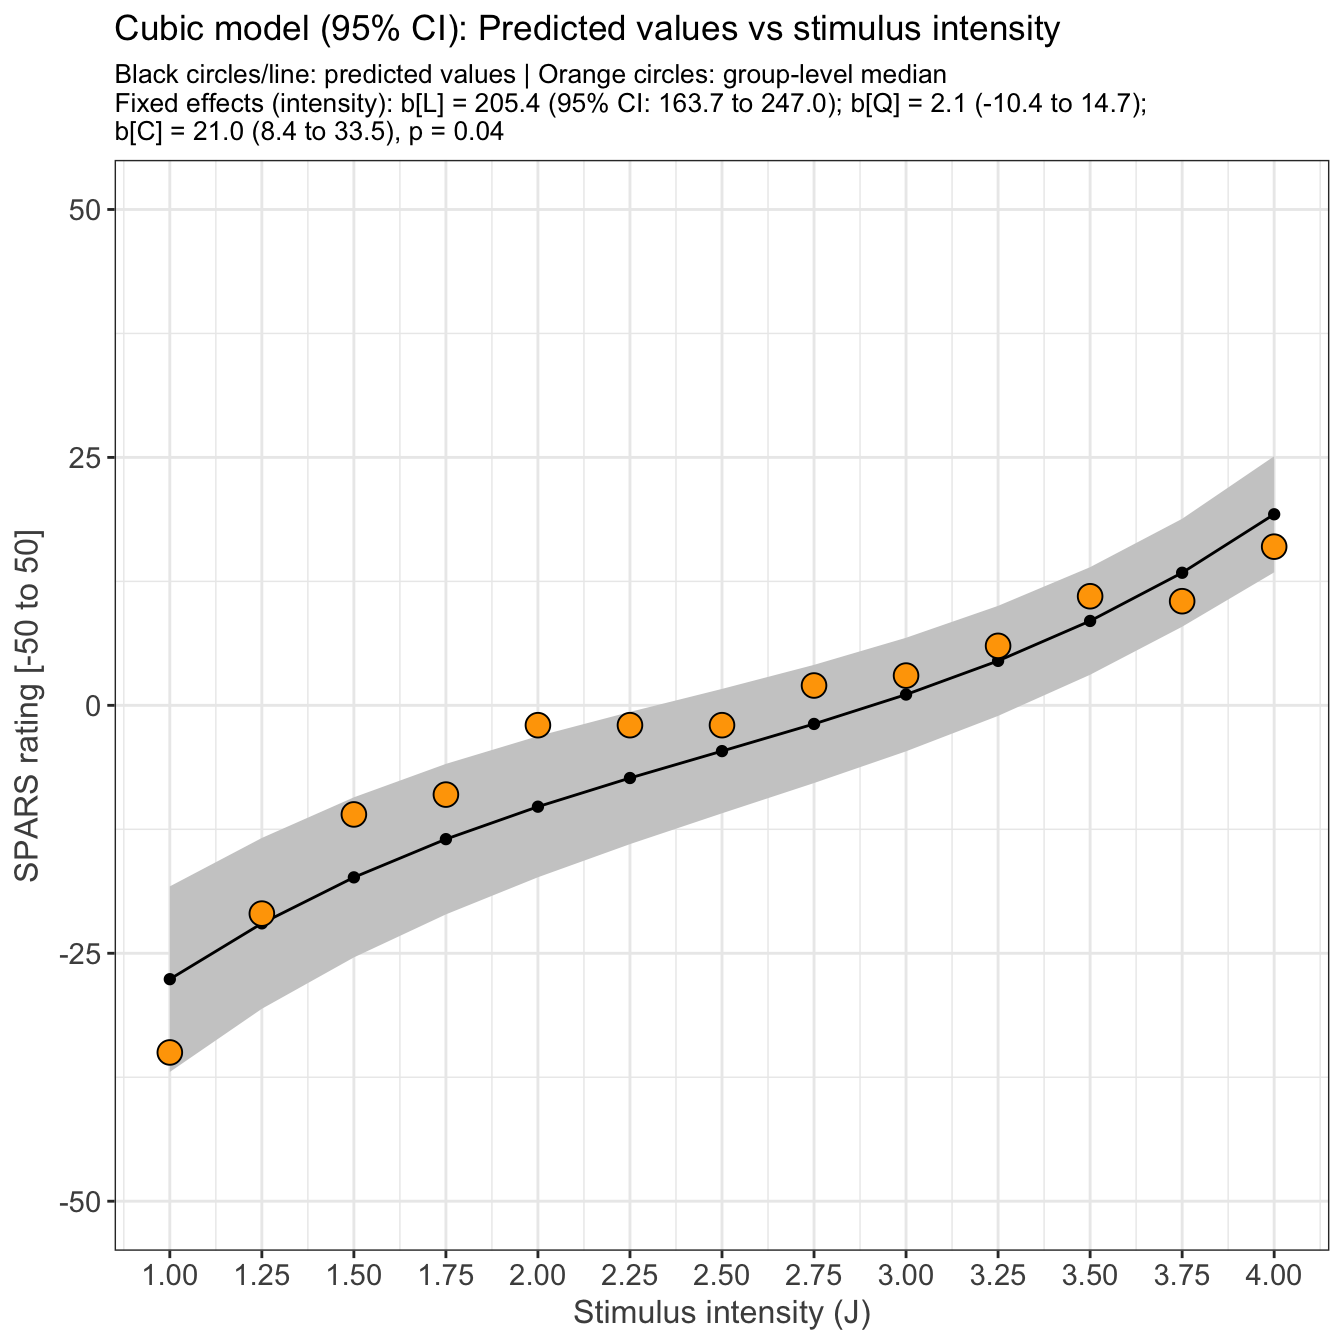 Cubic model (95% CI): Predicted values vs stimulus intensity
Black circles/line: predicted values | Orange circles: group-level median
Fixed effects (intensity): b[L] = 205.4 (95% CI: 163.7 to 247.0); b[Q] = 2.1 (-10.4 to 14.7);
b[C] = 21.0 (8.4 to 33.5), p = 0.04
SPARS rating [-50 to 50]
50
25
0
-25
-50
1.00 1.25 1.50 1.75 2.00 2.25 2.50 2.75 3.00 3.25 3.50 3.75 4.00
Stimulus intensity (J)